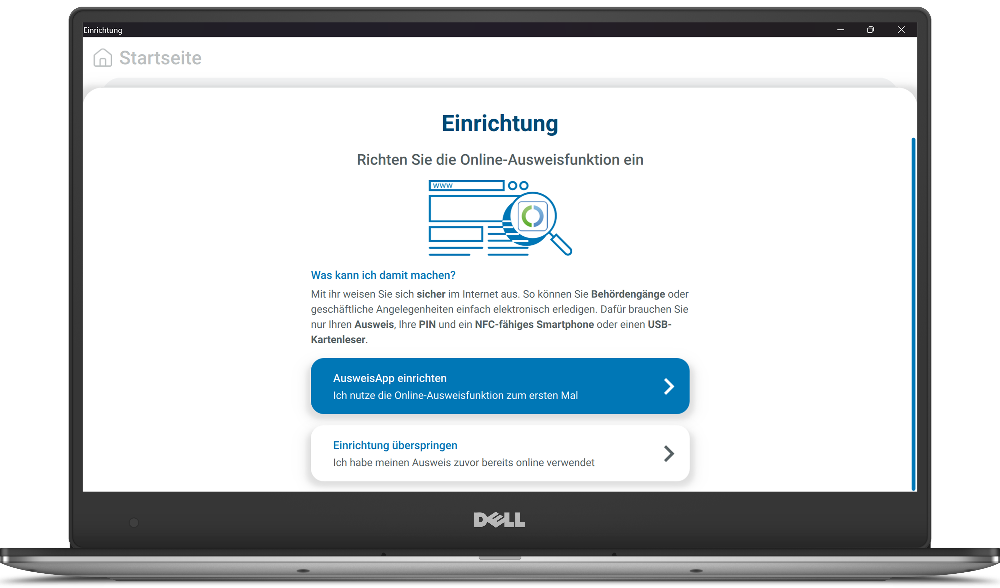 Einrichtung
Startseite
Einrichtung
Richten Sie die Online-Ausweisfunktion ein
www
Was kann ich damit machen?
Mit ihr weisen Sie sich sicher im Internet aus. So können Sie Behördengänge oder
geschäftliche Angelegenheiten einfach elektronisch erledigen. Dafür brauchen Sie
nur Ihren Ausweis, Ihre PIN und ein NFC-fähiges Smartphone oder einen USB-
Kartenleser.
AusweisApp einrichten
Ich nutze die Online-Ausweisfunktion zum ersten Mal
Einrichtung überspringen
Ich habe meinen Ausweis zuvor bereits online verwendet
DELL